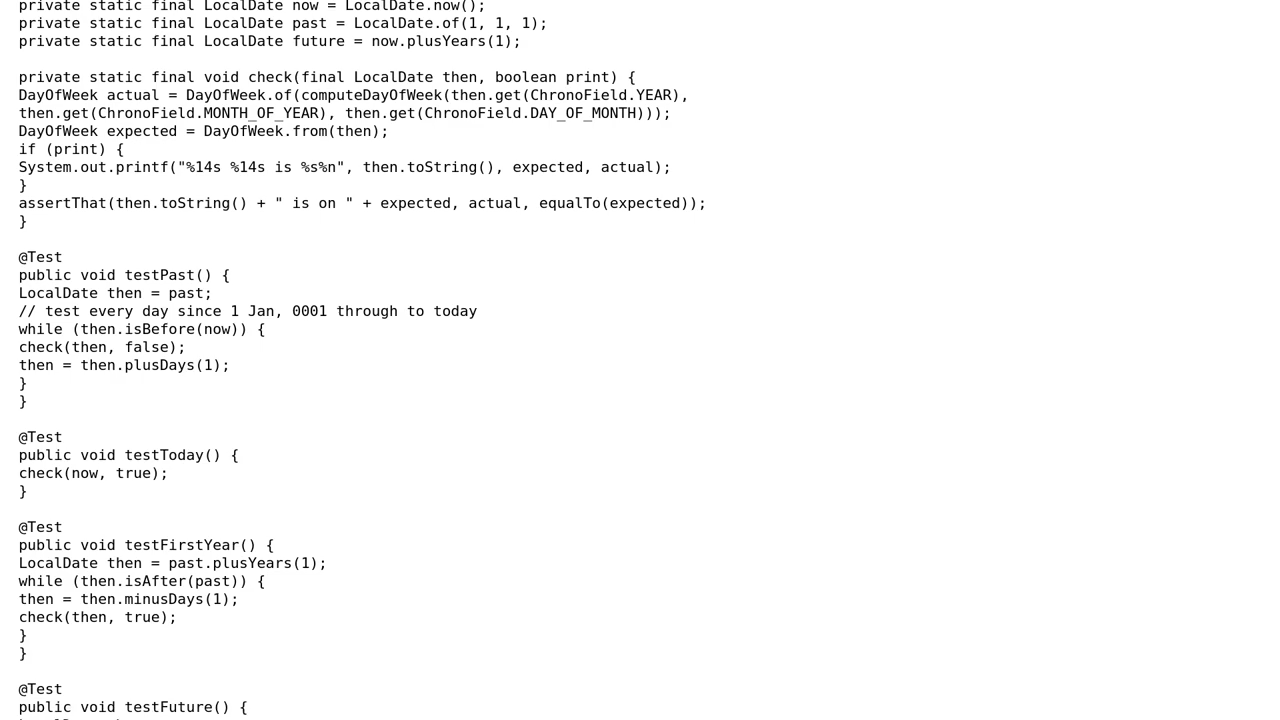 private static final LocalDate now = LocalDate.now();
private static final LocalDate past = LocalDate.of(1, 1, 1);
private static final LocalDate future = now.plusYears(1);

private static final void check(final LocalDate then, boolean print) {
DayOfWeek actual = DayOfWeek.of(computeDayOfWeek(then.get(ChronoField.YEAR),
then.get(ChronoField.MONTH_OF_YEAR), then.get(ChronoField.DAY_OF_MONTH)));
DayOfWeek expected = DayOfWeek.from(then);
if (print) {
System.out.printf("%14s %14s is %s%n", then.toString(), expected, actual);
}
assertThat(then.toString() + " is on " + expected, actual, equalTo(expected));
}

@Test
public void testPast() {
LocalDate then = past;
// test every day since 1 Jan, 0001 through to today
while (then.isBefore(now)) {
check(then, false);
then = then.plusDays(1);
}
}

@Test
public void testToday() {
check(now, true);
}

@Test
public void testFirstYear() {
LocalDate then = past.plusYears(1);
while (then.isAfter(past)) {
then = then.minusDays(1);
check(then, true);
}
}

@Test
public void testFuture() {